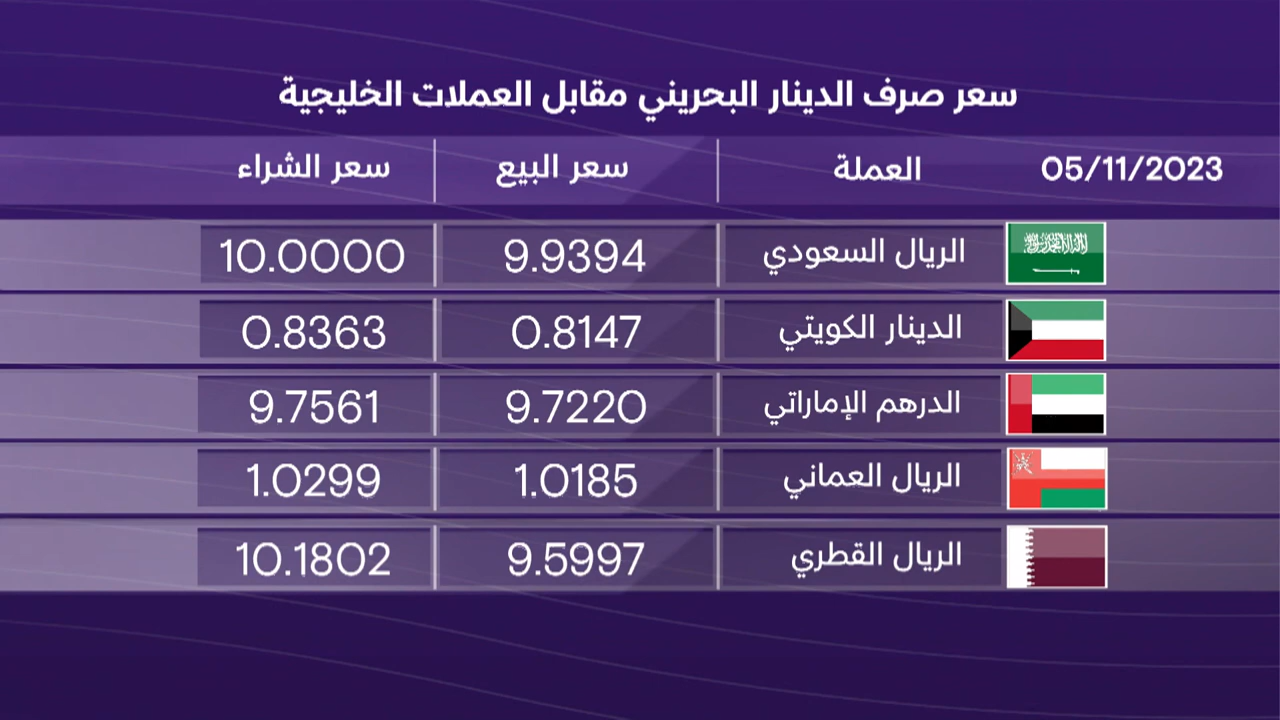 سعر صرف الدينار البحريني مقابل العملات الخليجية
05/11/2023 العملة سعر البيع سعر الشراء
الريال السعودي 9.9394 10.0000
الدينار الكويتي 0.8147 0.8363
الدرهم الإماراتي 9.7220 9.7561
الريال العماني 1.0185 1.0299
الريال القطري 9.5997 10.1802